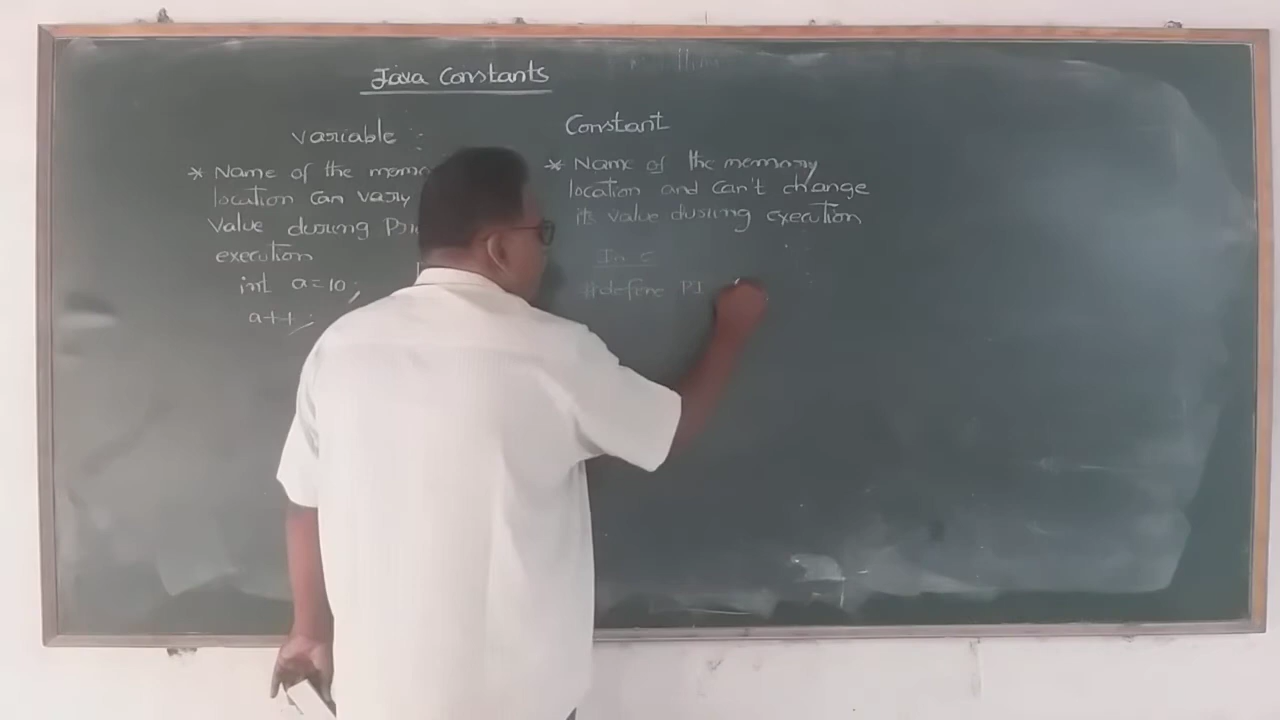 Java Constants
Variable :
* Name of the memo
location can vary
Value during
execution
int a=10;
a++;
Constant
* Name of the memory
location and can't change
its value during execution
In C
#define PI